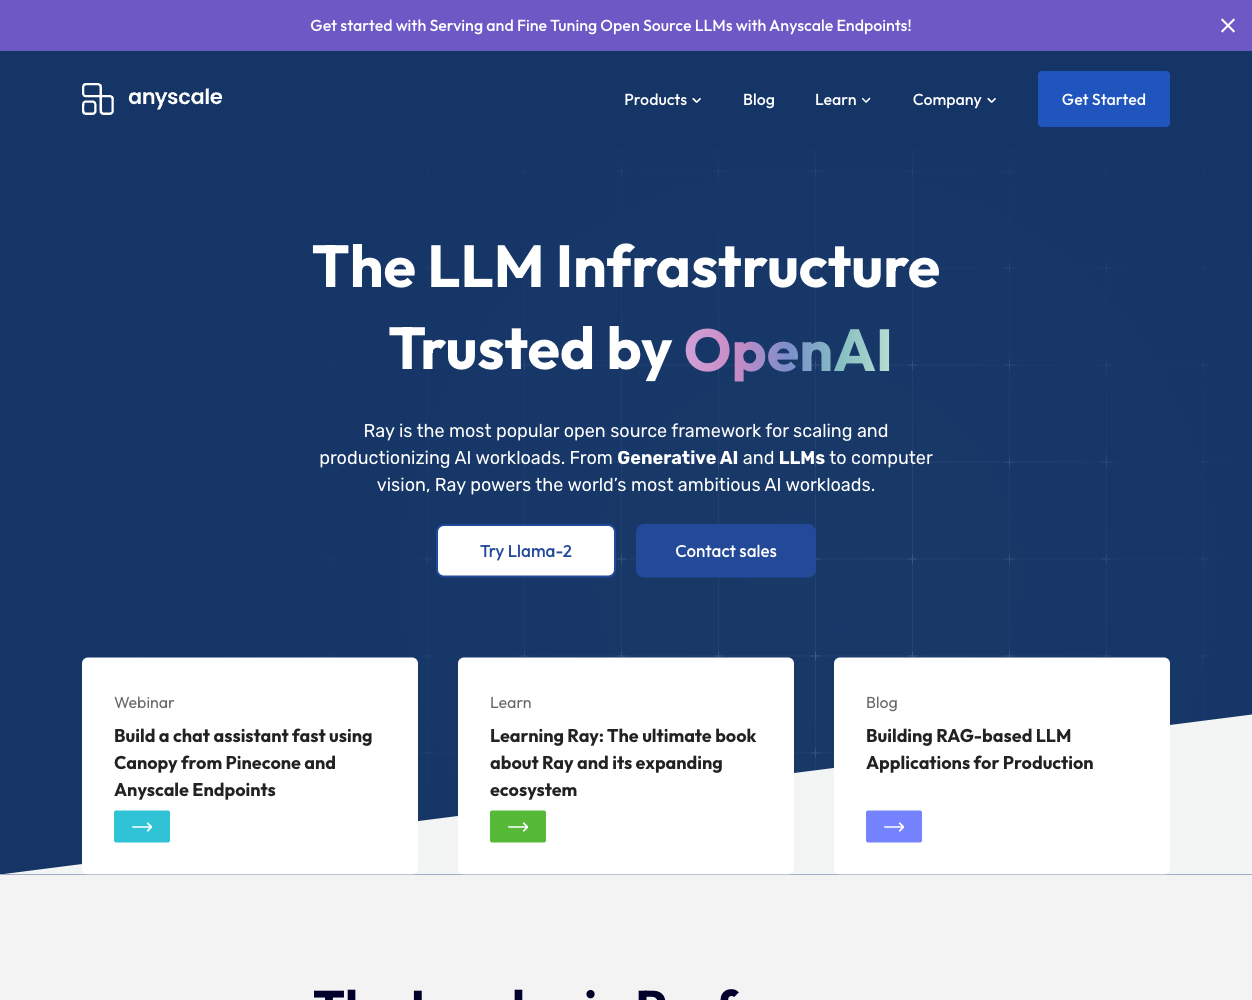 Get started with Serving and Fine Tuning Open Source LLMs with Anyscale Endpoints!
anyscale
Products
Blog
Learn
Company
Get Started
The LLM Infrastructure
Trusted by OpenAI
Ray is the most popular open source framework for scaling and
productionizing AI workloads. From Generative AI and LLMs to computer
vision, Ray powers the world’s most ambitious AI workloads.
Try Llama-2
Contact sales
Webinar
Build a chat assistant fast using
Canopy from Pinecone and
Anyscale Endpoints
Learn
Learning Ray: The ultimate book
about Ray and its expanding
ecosystem
Blog
Building RAG-based LLM
Applications for Production